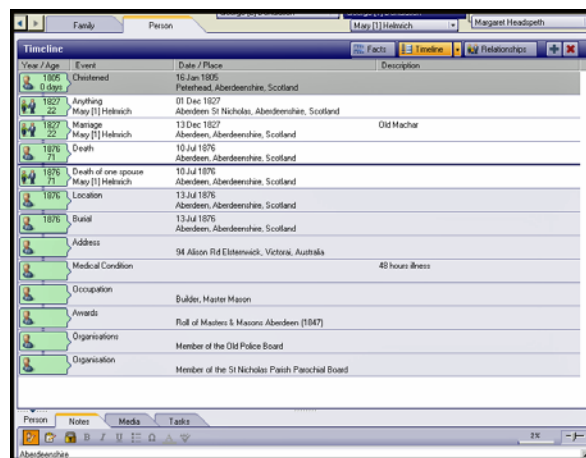 Family
Person
Mary [1] Helmrich
Margaret Headspeth
Timeline
Facts
Timeline
Relationships
Year / Age Event Date / Place Description
1805 Christened 16 Jan 1805
0 days Peterhead, Aberdeenshire, Scotland
1827 Anything 01 Dec 1827
22 Mary [1] Helmrich Aberdeen St Nicholas, Aberdeenshire, Scotland
1827 Marriage 13 Dec 1827 Old Machar
22 Mary [1] Helmrich Aberdeen, Aberdeenshire, Scotland
1876 Death 10 Jul 1876
71 Aberdeen, Aberdeenshire, Scotland
1876 Death of one spouse 10 Jul 1876
71 Mary [1] Helmrich Aberdeen, Aberdeenshire, Scotland
1876 Location 13 Jul 1876
Aberdeen, Aberdeenshire, Scotland
1876 Burial 13 Jul 1876
Aberdeen, Aberdeenshire, Scotland
Address
94 Alison Rd Elsternwick, Victorai, Australia
Medical Condition 48 hours illness
Occupation
Builder, Master Mason
Awards
Roll of Masters & Masons Aberdeen (1847)
Organisations
Member of the Old Police Board
Organisation
Member of the St Nicholas Parish Parochial Board
Person Notes Media Tasks
B I U Ω
Aberdeenshire